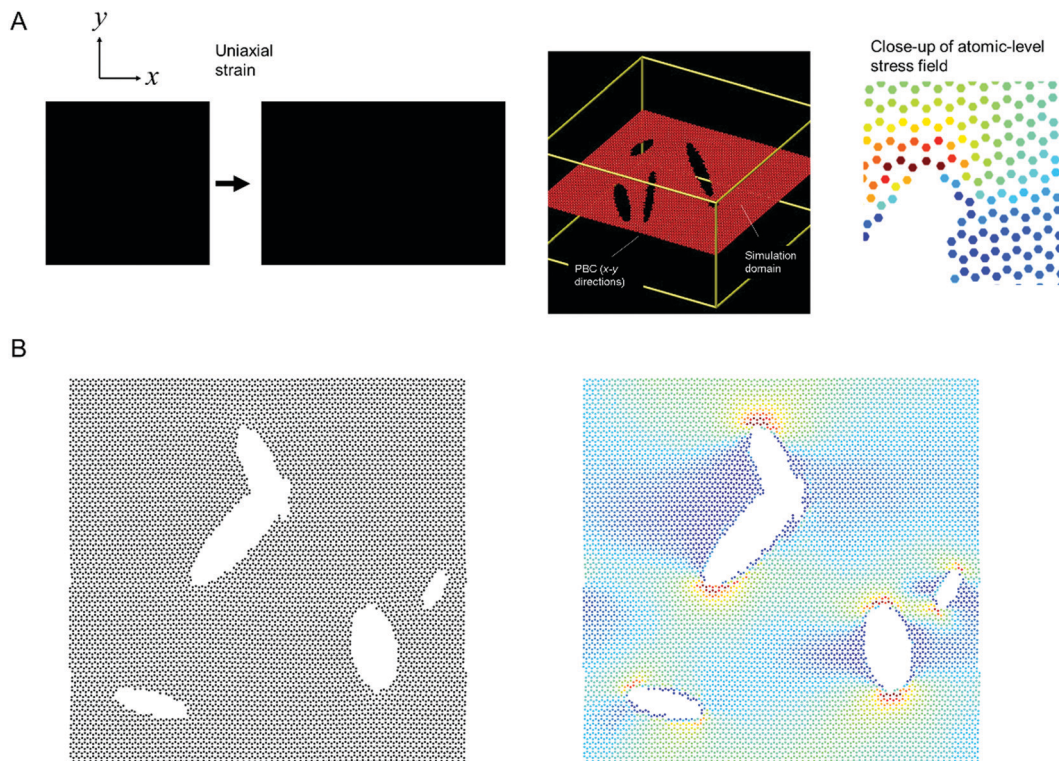 A
y
x
Uniaxial
strain
PBC (x-y
directions)
Simulation
domain
Close-up of atomic-level
stress field
B